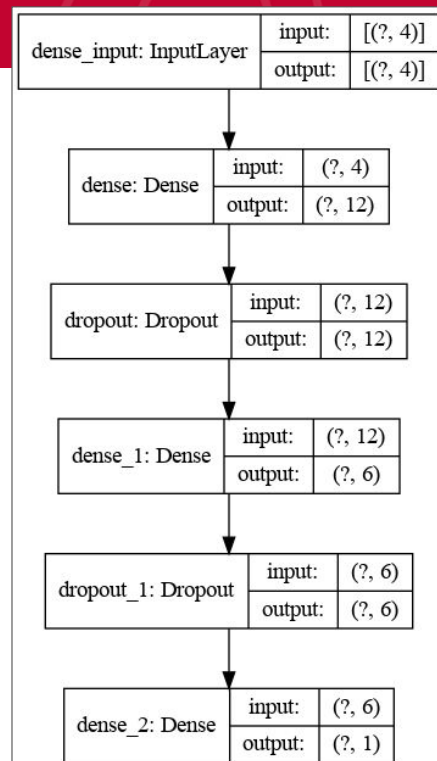 dense_input: InputLayer
input: [(?, 4)]
output: [(?, 4)]
dense: Dense
input: (?, 4)
output: (?, 12)
dropout: Dropout
input: (?, 12)
output: (?, 12)
dense_1: Dense
input: (?, 12)
output: (?, 6)
dropout_1: Dropout
input: (?, 6)
output: (?, 6)
dense_2: Dense
input: (?, 6)
output: (?, 1)